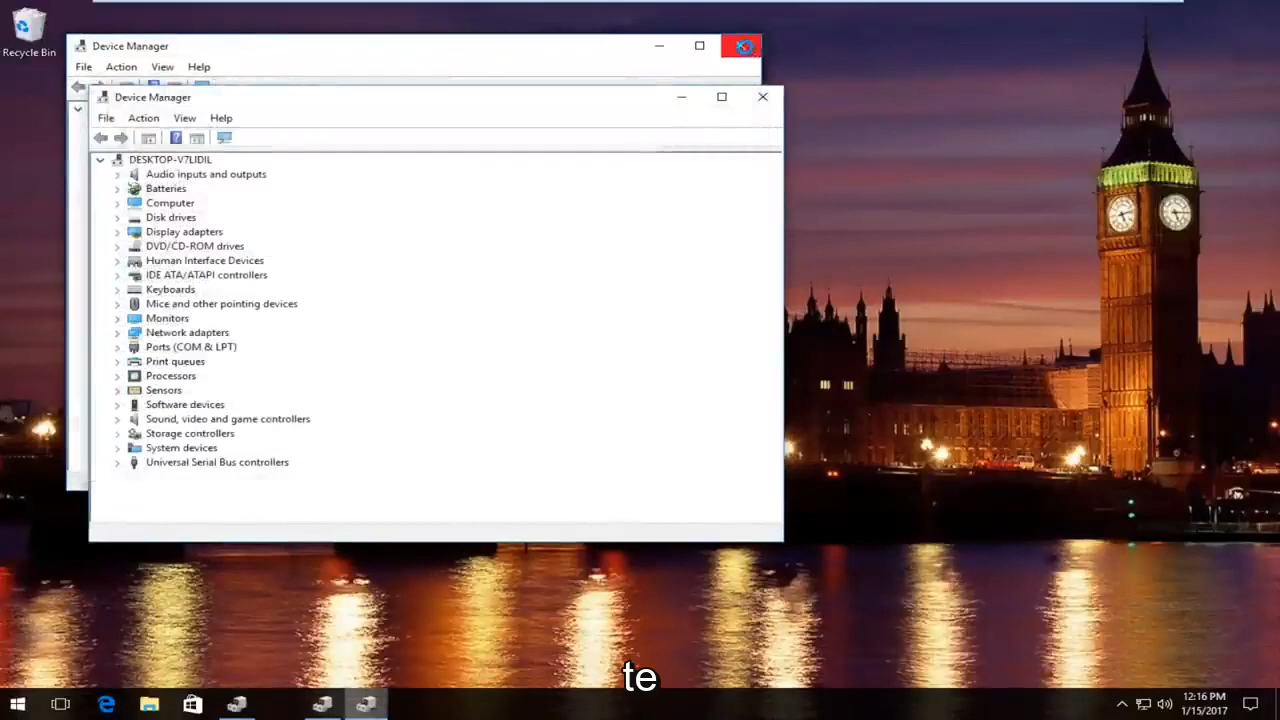 Recycle Bin
Device Manager
File Action View Help
Device Manager
File Action View Help
DESKTOP-V7LIDIL
Audio inputs and outputs
Batteries
Computer
Disk drives
Display adapters
DVD/CD-ROM drives
Human Interface Devices
IDE ATA/ATAPI controllers
Keyboards
Mice and other pointing devices
Monitors
Network adapters
Ports (COM & LPT)
Print queues
Processors
Sensors
Software devices
Sound, video and game controllers
Storage controllers
System devices
Universal Serial Bus controllers
te
12:16 PM
1/15/2017